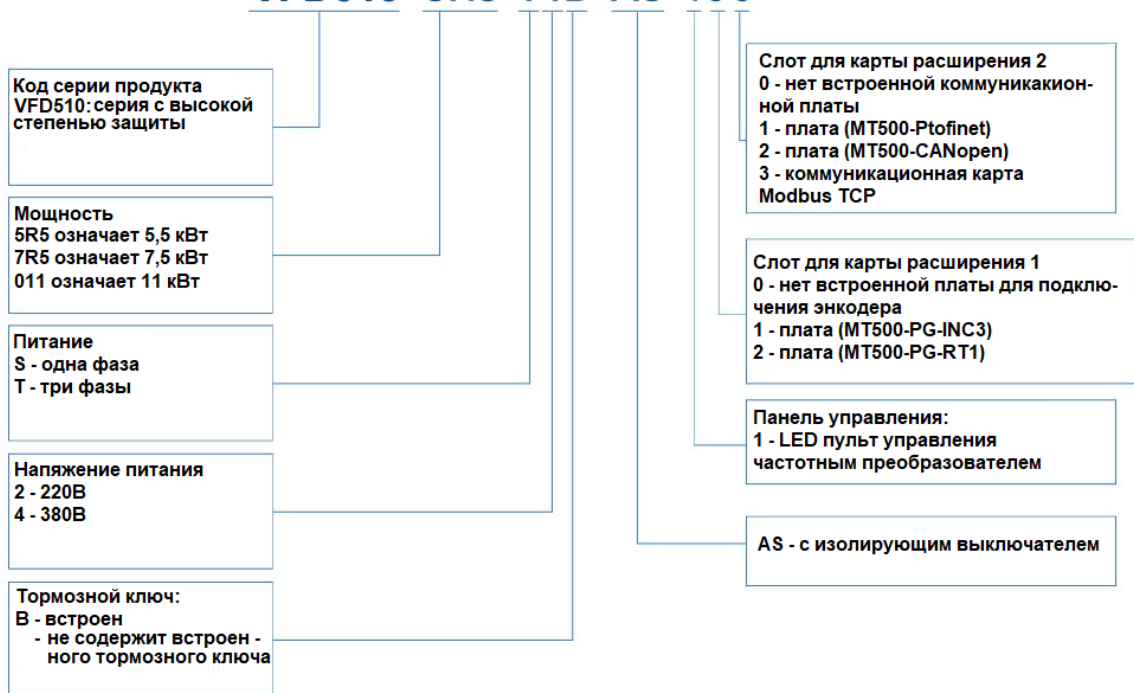 Код серии продукта
VFD510: серия с высокой
степенью защиты
Мощность
5R5 означает 5,5 кВт
7R5 означает 7,5 кВт
011 означает 11 кВт
Питание
S - одна фаза
T - три фазы
Напряжение питания
2 - 220В
4 - 380В
Тормозной ключ:
B - встроен
- не содержит встроен -
ного тормозного ключа
Слот для карты расширения 2
0 - нет встроенной коммуникакион-
ной платы
1 - плата (MT500-Ptofinet)
2 - плата (MT500-CANopen)
3 - коммуникационная карта
Modbus TCP
Слот для карты расширения 1
0 - нет встроенной платы для подклю-
чения энкодера
1 - плата (MT500-PG-INC3)
2 - плата (MT500-PG-RT1)
Панель управления:
1 - LED пульт управления
частотным преобразователем
AS - с изолирующим выключателем